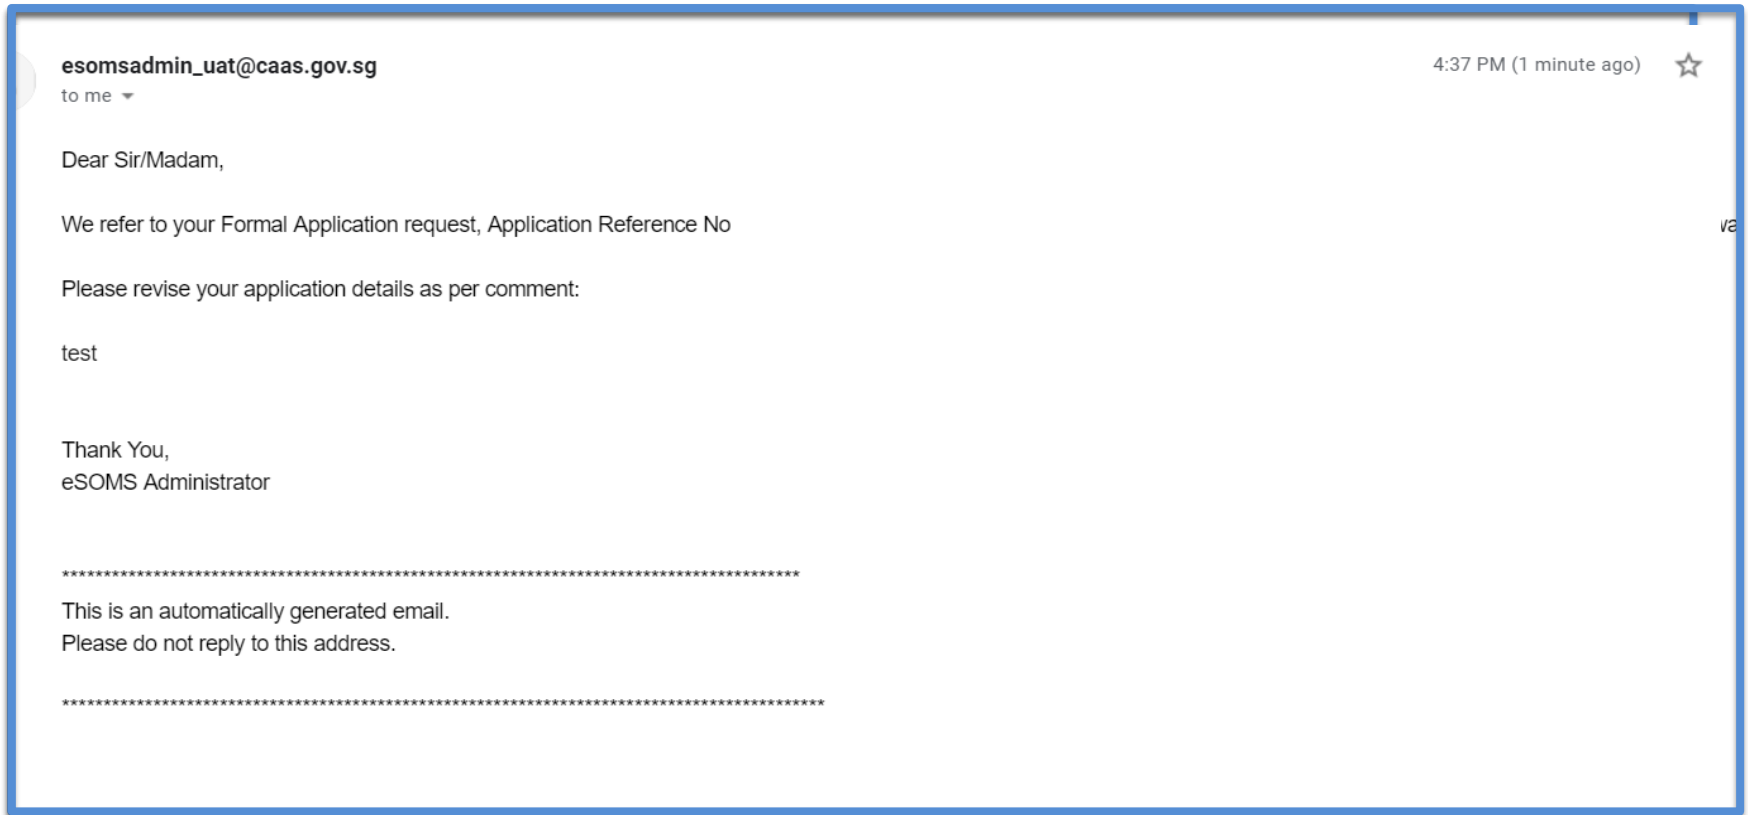 esomsadmin_uat@caas.gov.sg
4:37 PM (1 minute ago)
to me
Dear Sir/Madam,
We refer to your Formal Application request, Application Reference No
Please revise your application details as per comment:
test
Thank You,
eSOMS Administrator
******************************************************************************************
This is an automatically generated email.
Please do not reply to this address.
*********************************************************************************************